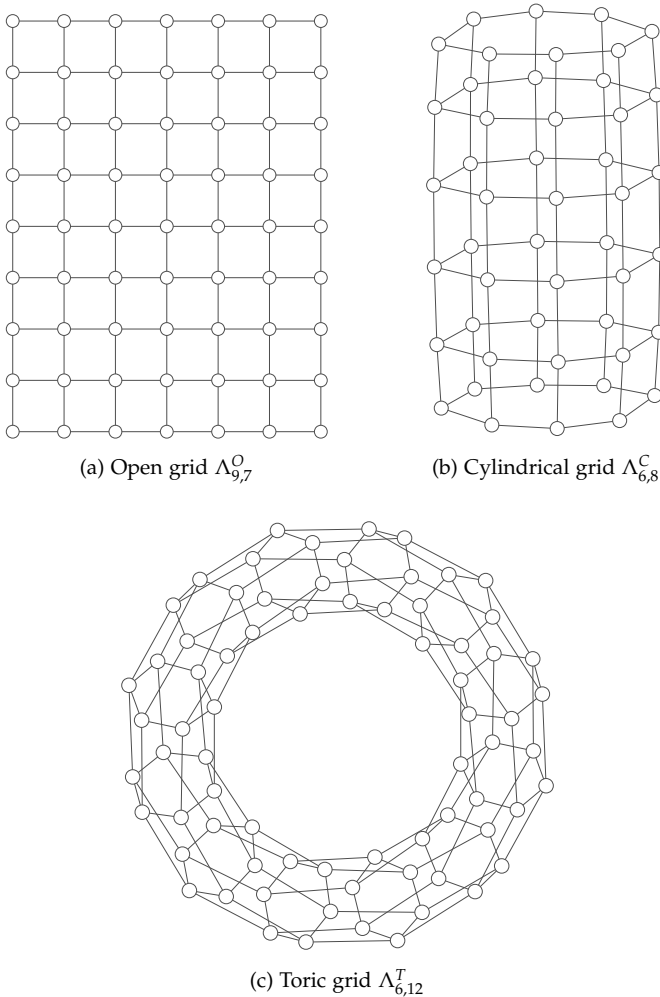 (a) Open grid Λ^O_{9,7}
(b) Cylindrical grid Λ^C_{6,8}
(c) Toric grid Λ^T_{6,12}